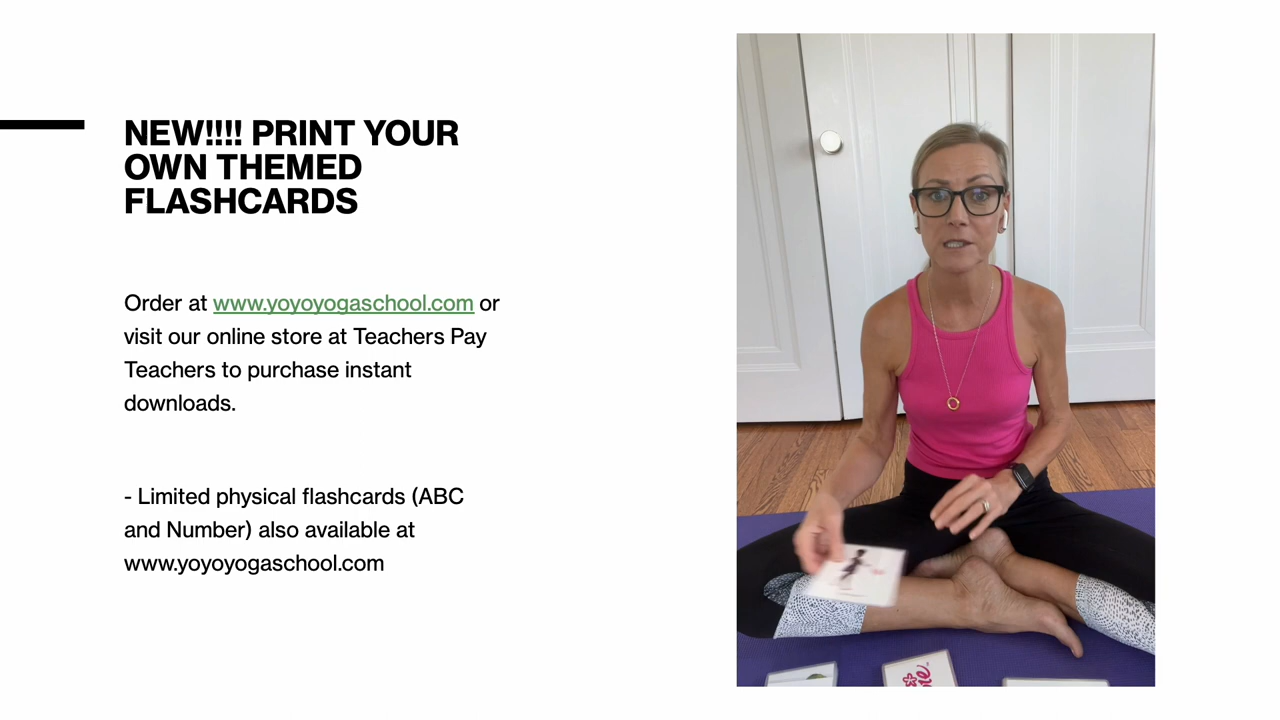 NEW!!!! PRINT YOUR
OWN THEMED
FLASHCARDS
Order at www.yoyoyogaschool.com or
visit our online store at Teachers Pay
Teachers to purchase instant
downloads.
- Limited physical flashcards (ABC
and Number) also available at
www.yoyoyogaschool.com